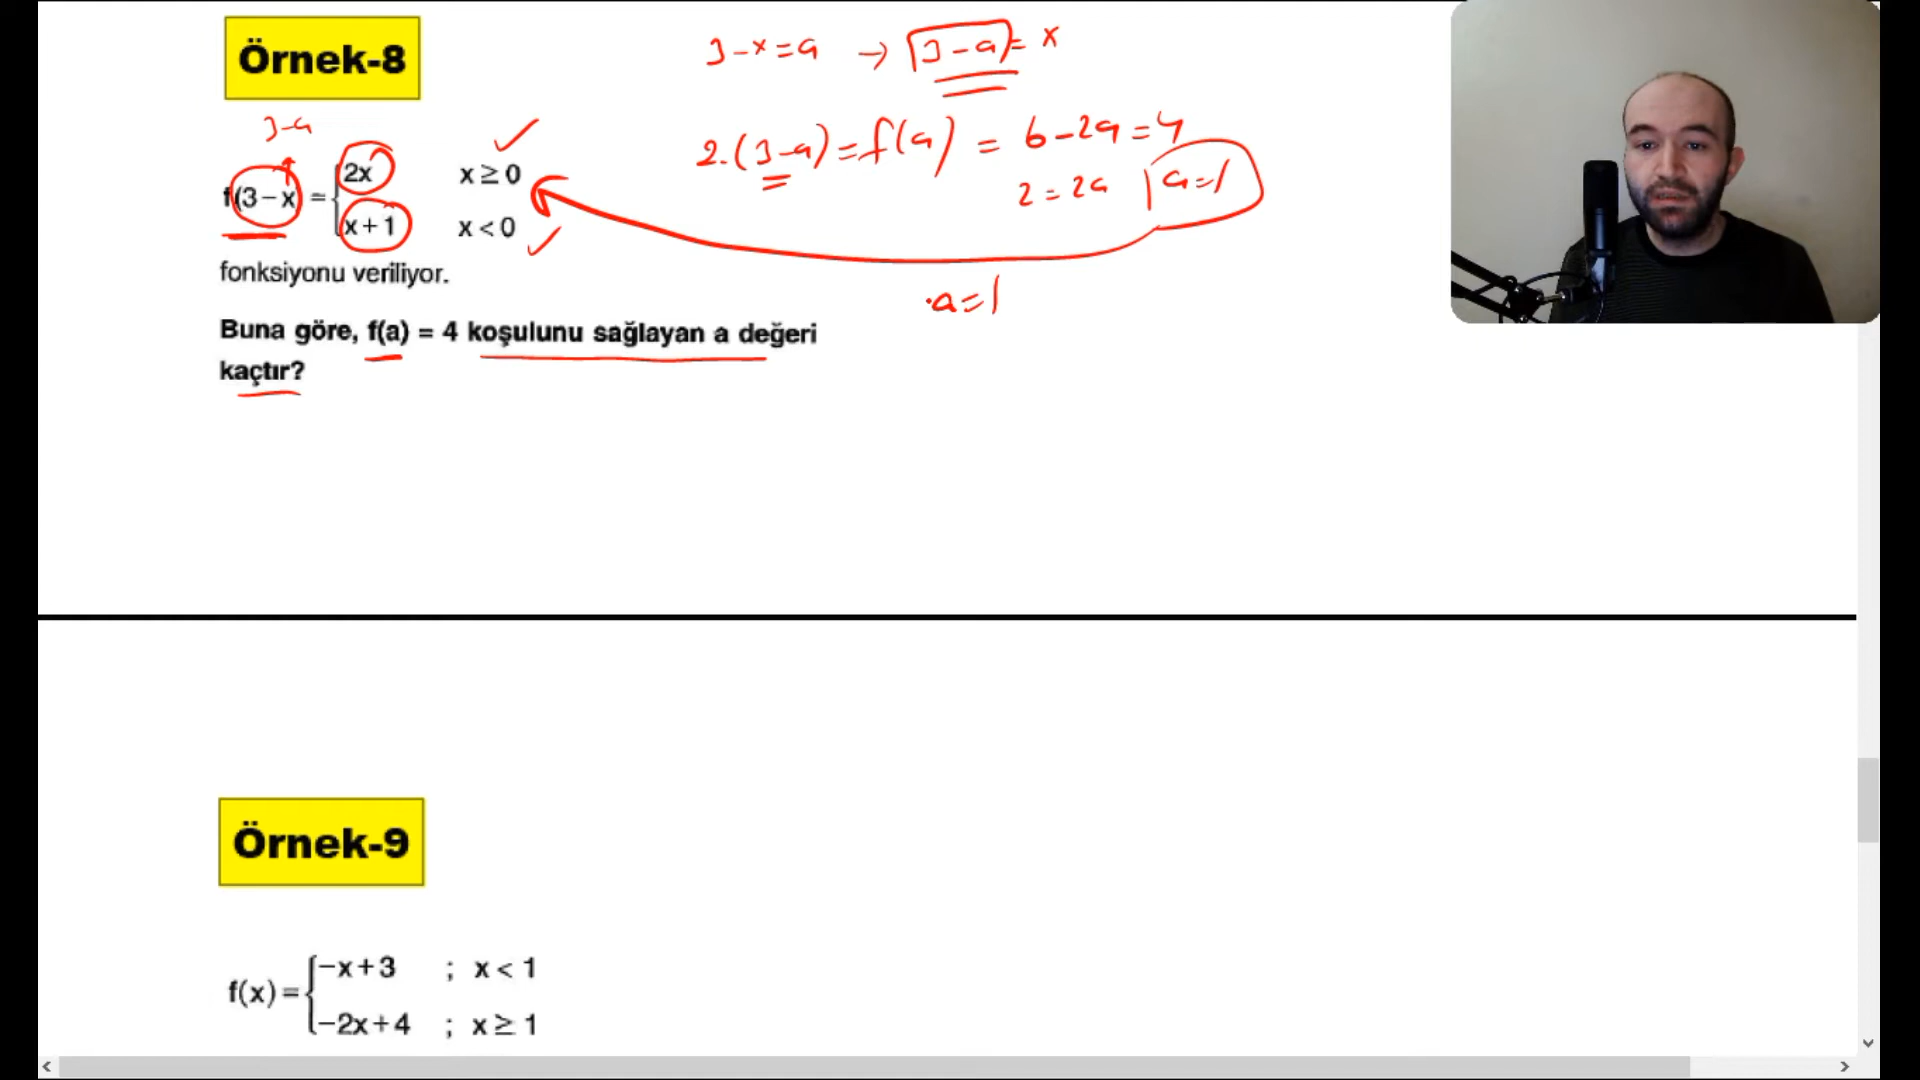 Örnek-8
3-x=a → 3-a = x
3-a
2.(3-a)=f(a) = 6-2a=4
2=2a a=1
f(3-x) = 2x x ≥ 0
x+1 x < 0
fonksiyonu veriliyor.
a=1
Buna göre, f(a) = 4 koşulunu sağlayan a değeri
kaçtır?
Örnek-9
f(x) = -x+3 ; x < 1
-2x+4 ; x ≥ 1